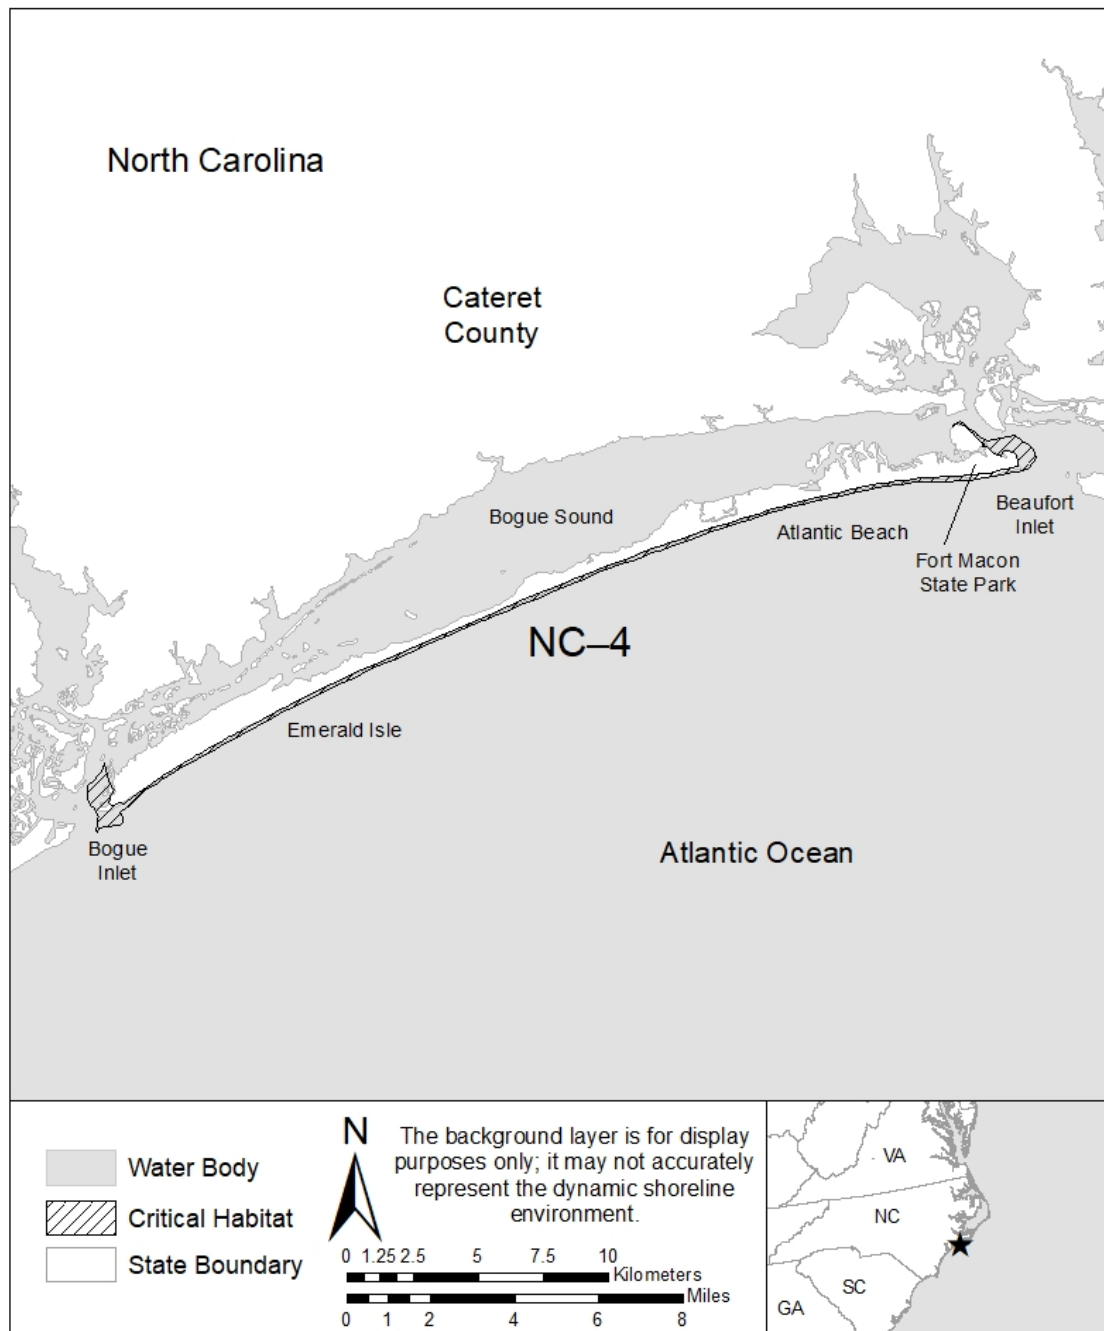 North Carolina
Cateret
County
Bogue Sound
Atlantic Beach
Beaufort
Inlet
Fort Macon
State Park
NC–4
Emerald Isle
Bogue
Inlet
Atlantic Ocean
Water Body
Critical Habitat
State Boundary
N
The background layer is for display
purposes only; it may not accurately
represent the dynamic shoreline
environment.
0 1.25 2.5 5 7.5 10
Kilometers
Miles
0 1 2 4 6 8
VA
NC
SC
GA